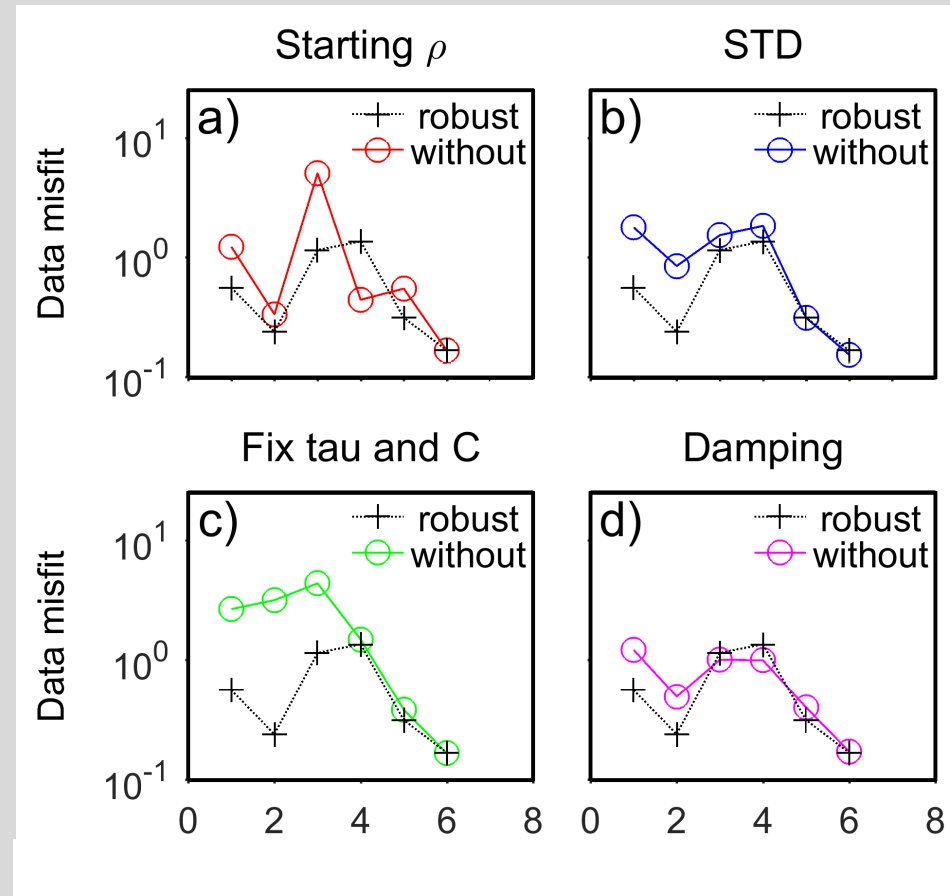 Starting ρ
STD
a)
robust
without
b)
robust
without
Data misfit
10^1
10^0
10^-1
Fix tau and C
Damping
c)
robust
without
d)
robust
without
Data misfit
10^1
10^0
10^-1
0 2 4 6 8
0 2 4 6 8